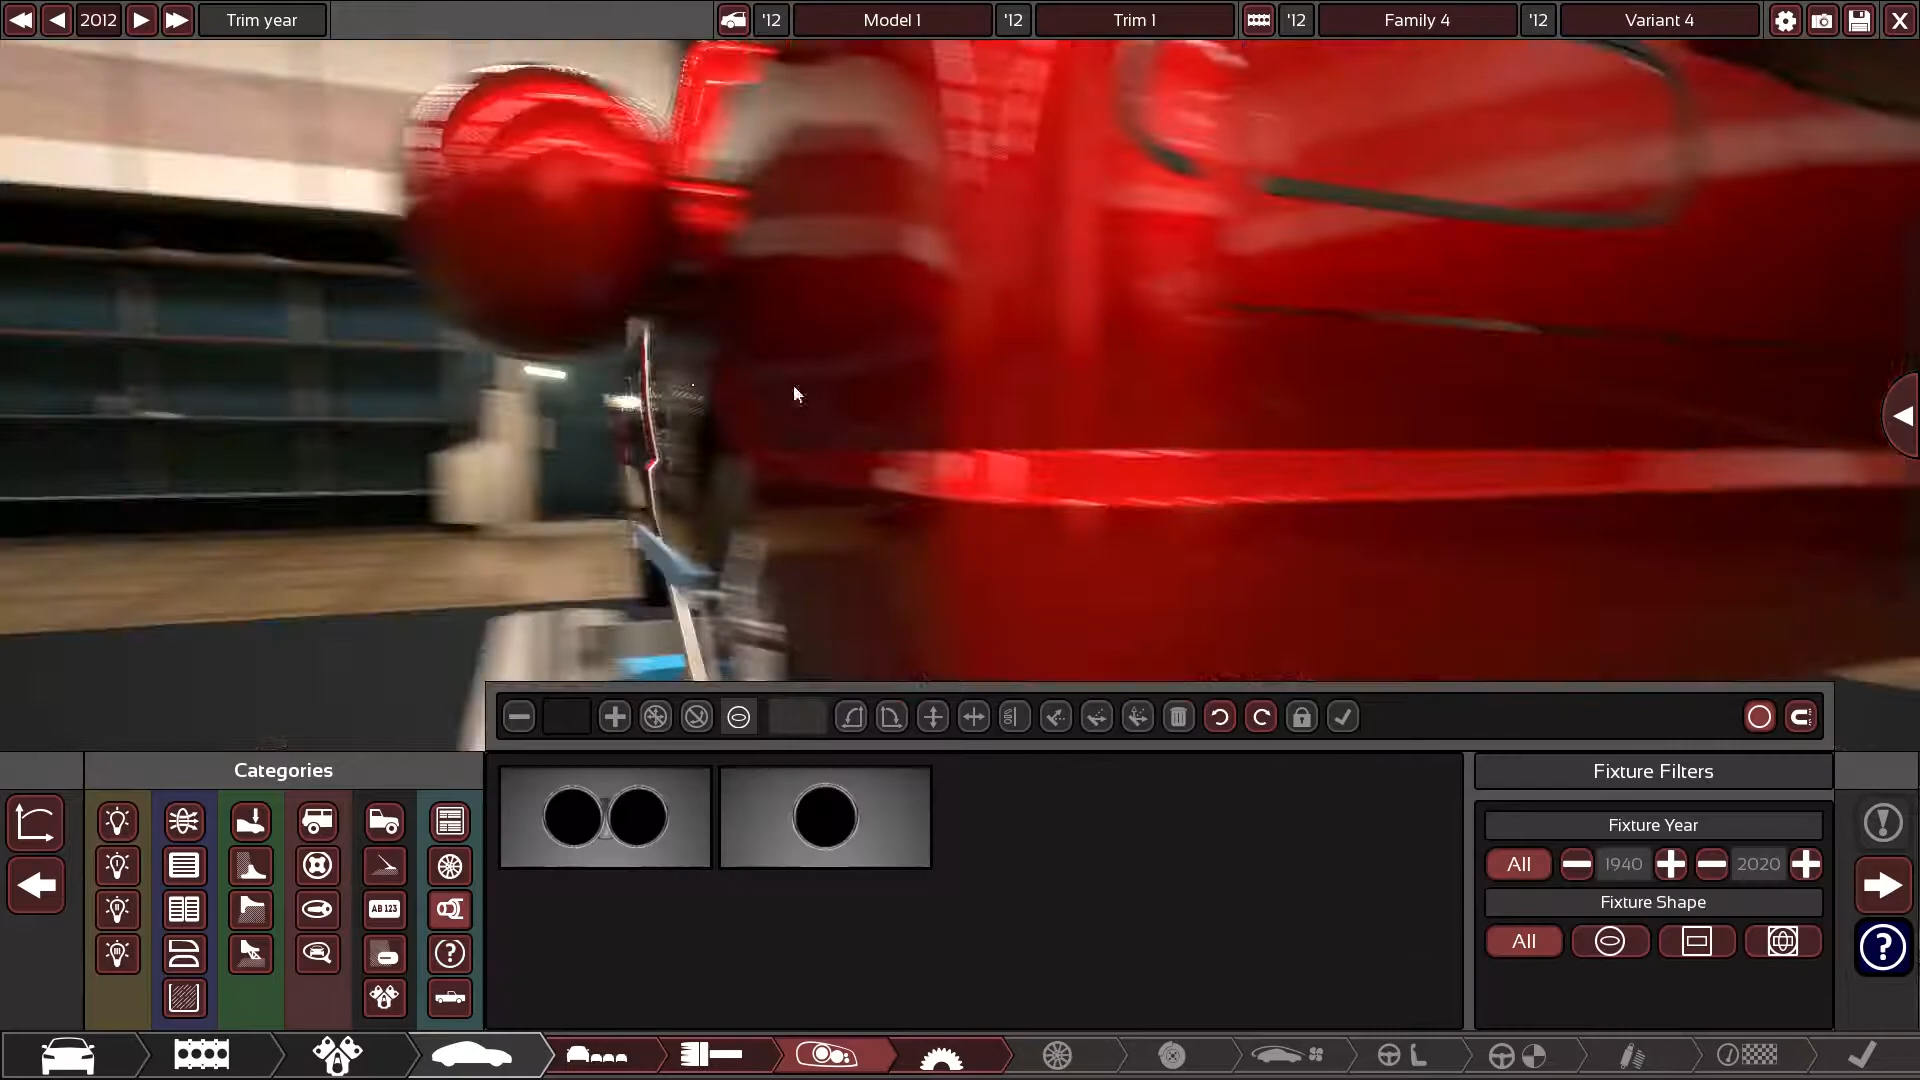 2012
Trim year
'12
Model 1
'12
Trim 1
'12
Family 4
'12
Variant 4
Categories
AB 123
Fixture Filters
Fixture Year
All
1940
2020
Fixture Shape
All